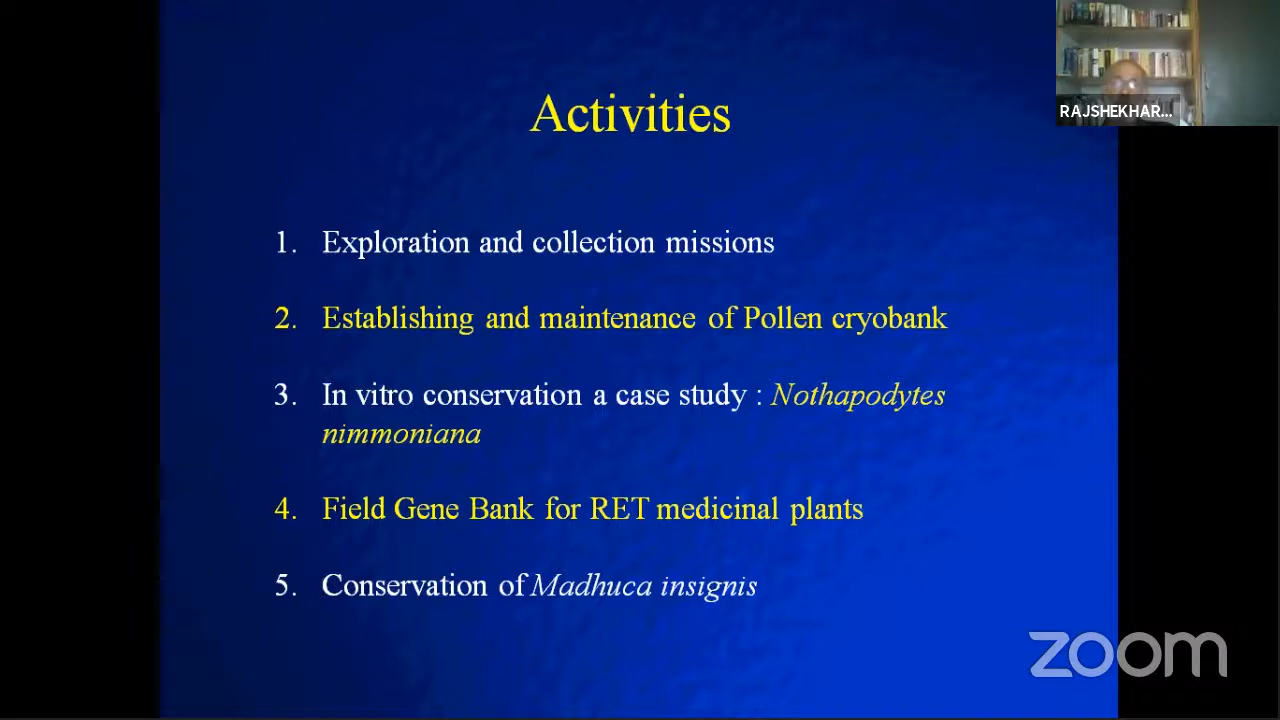 Activities
RAJSHEKHAR...
1. Exploration and collection missions
2. Establishing and maintenance of Pollen cryobank
3. In vitro conservation a case study : Nothapodytes
nimmoniana
4. Field Gene Bank for RET medicinal plants
5. Conservation of Madhuca insignis
zoom